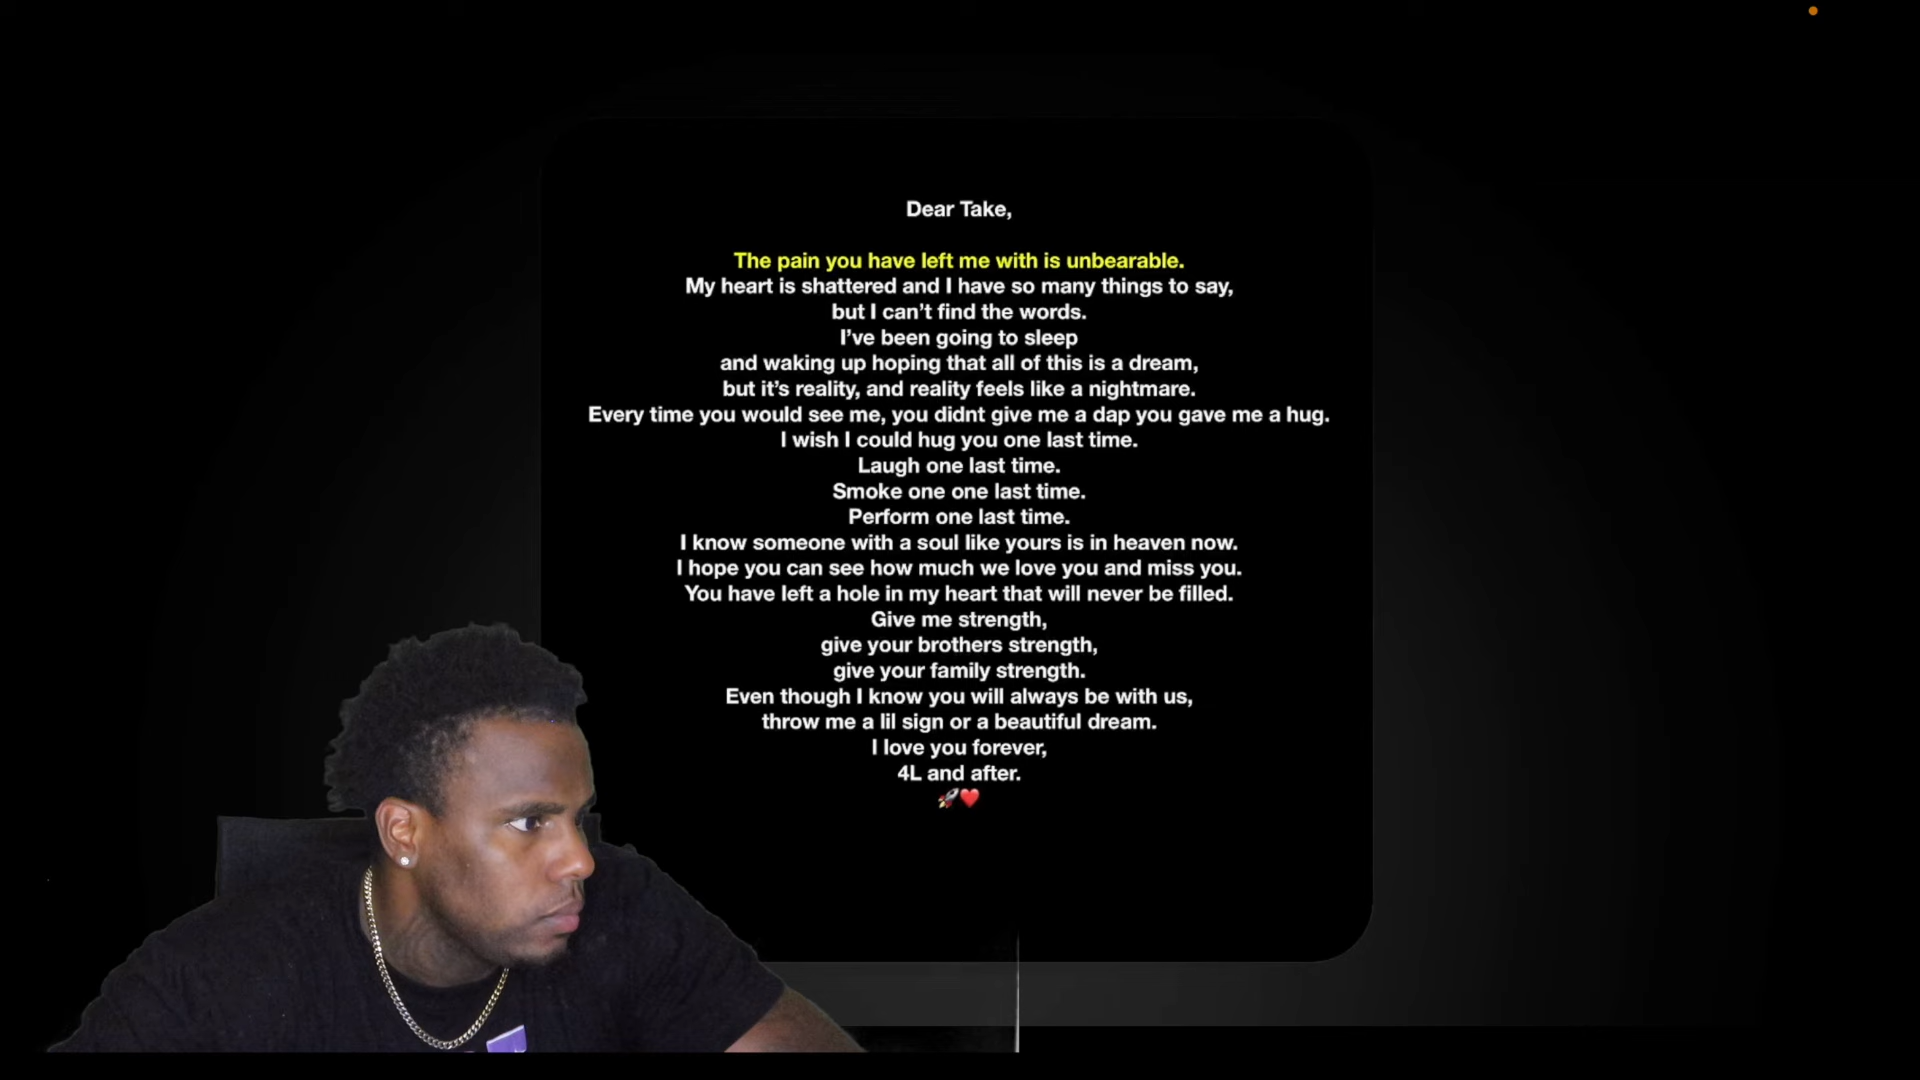 Dear Take,
The pain you have left me with is unbearable.
My heart is shattered and I have so many things to say,
but I can’t find the words.
I’ve been going to sleep
and waking up hoping that all of this is a dream,
but it’s reality, and reality feels like a nightmare.
Every time you would see me, you didnt give me a dap you gave me a hug.
I wish I could hug you one last time.
Laugh one last time.
Smoke one one last time.
Perform one last time.
I know someone with a soul like yours is in heaven now.
I hope you can see how much we love you and miss you.
You have left a hole in my heart that will never be filled.
Give me strength,
give your brothers strength,
give your family strength.
Even though I know you will always be with us,
throw me a lil sign or a beautiful dream.
I love you forever,
4L and after.
🚀❤️